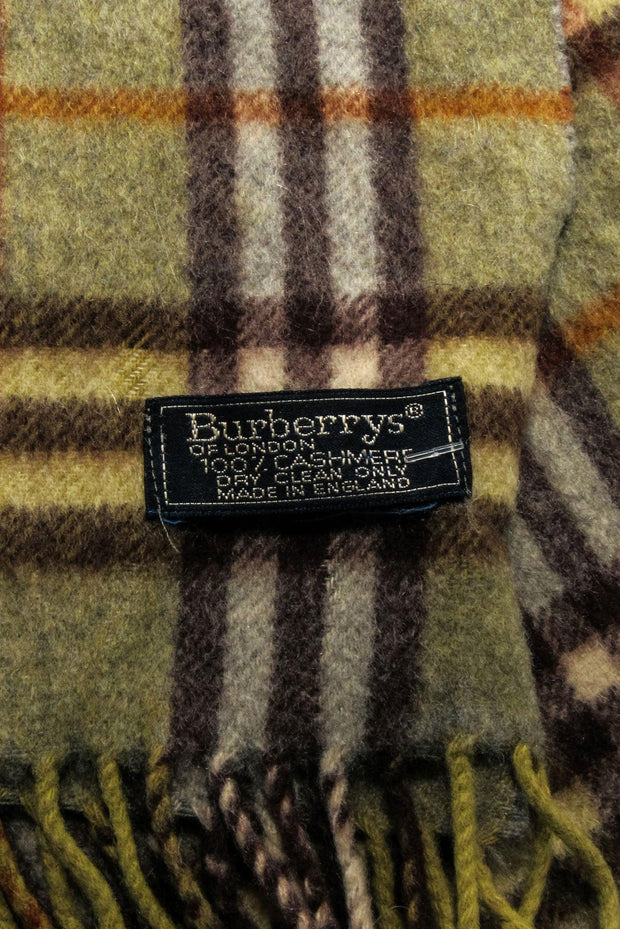 Burberrys®
OF LONDON
100% CASHMERE
DRY CLEAN ONLY
MADE IN ENGLAND